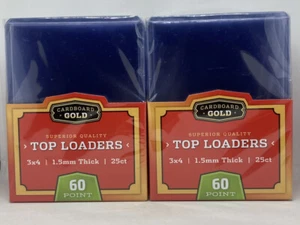 CARDBOARD
GOLD
SUPERIOR QUALITY
TOP LOADERS
3x4 | 1.5mm Thick | 25ct
60
POINT
CARDBOARD
GOLD
SUPERIOR QUALITY
TOP LOADERS
3x4 | 1.5mm Thick | 25ct
60
POINT